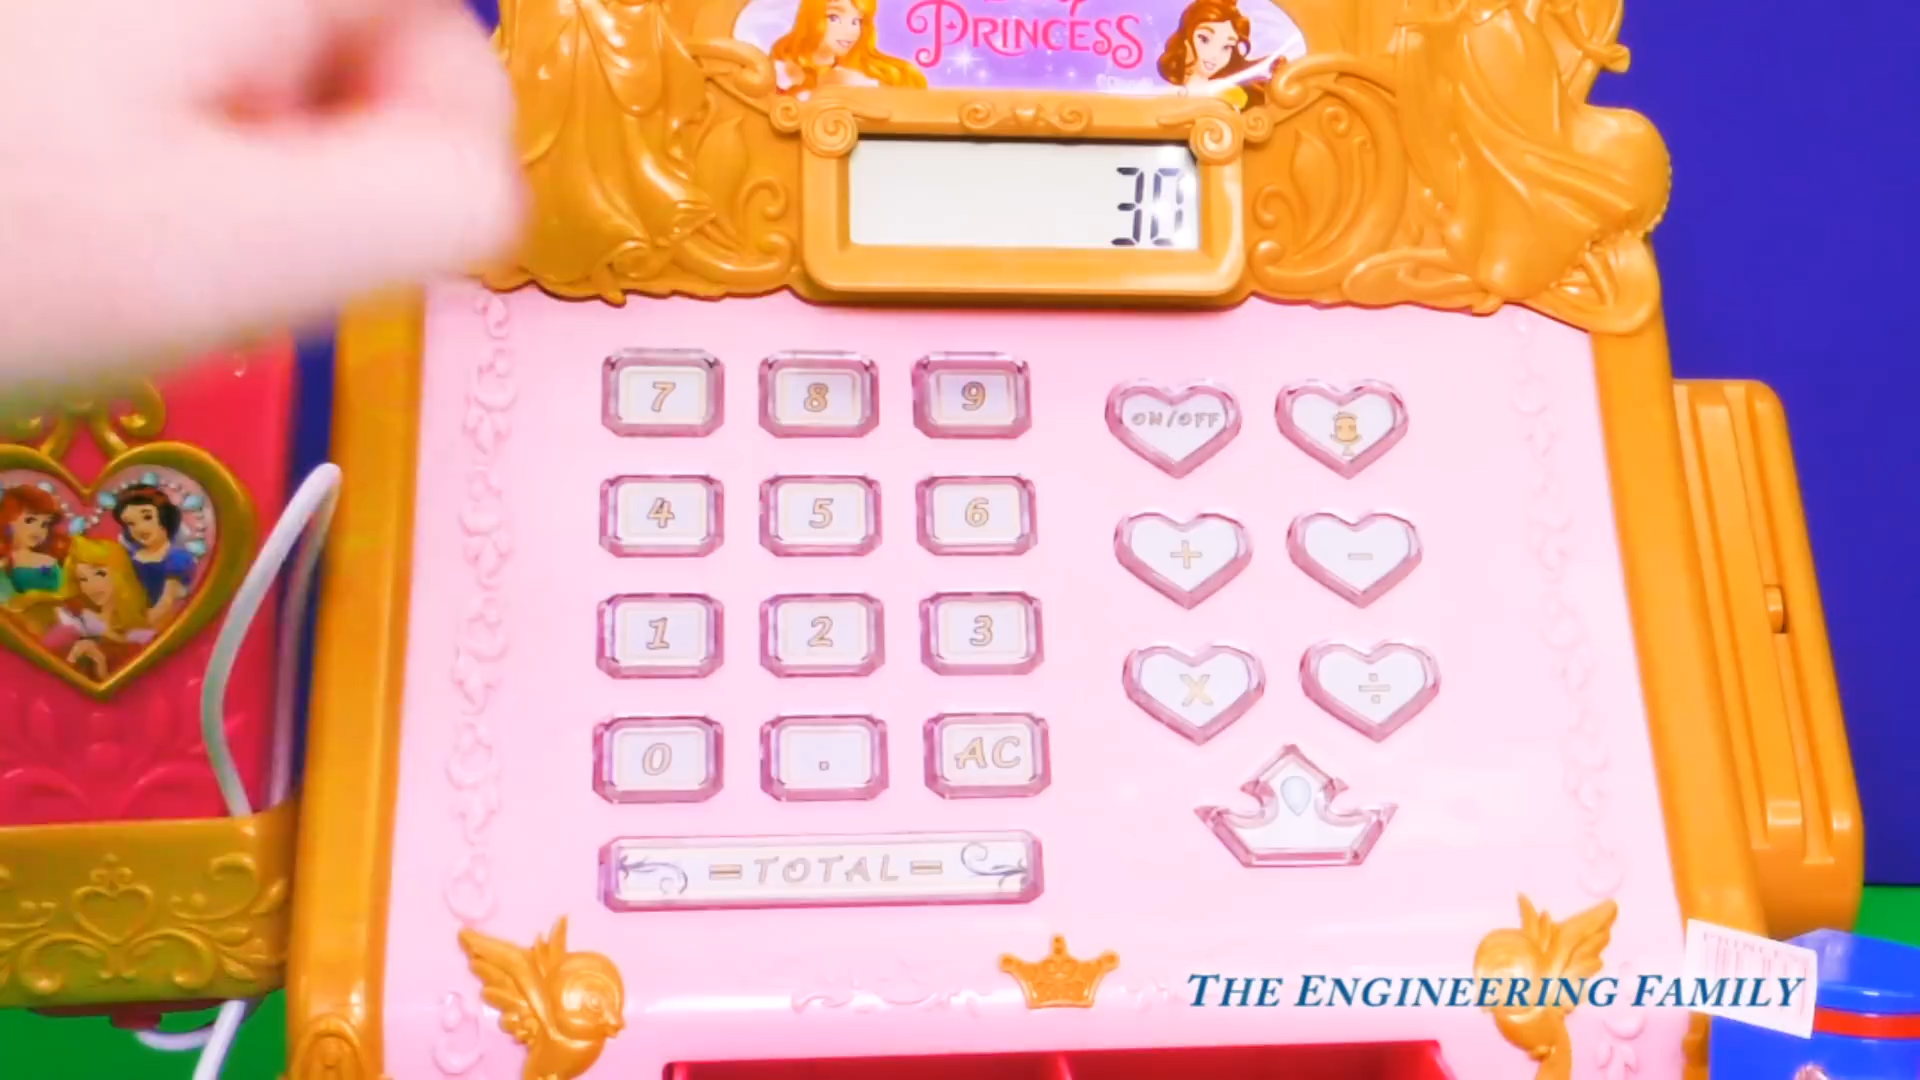 PRINCESS
30
7 8 9 ON/OFF
4 5 6 + -
1 2 3
X ÷
0 . AC
=TOTAL=
THE ENGINEERING FAMILY